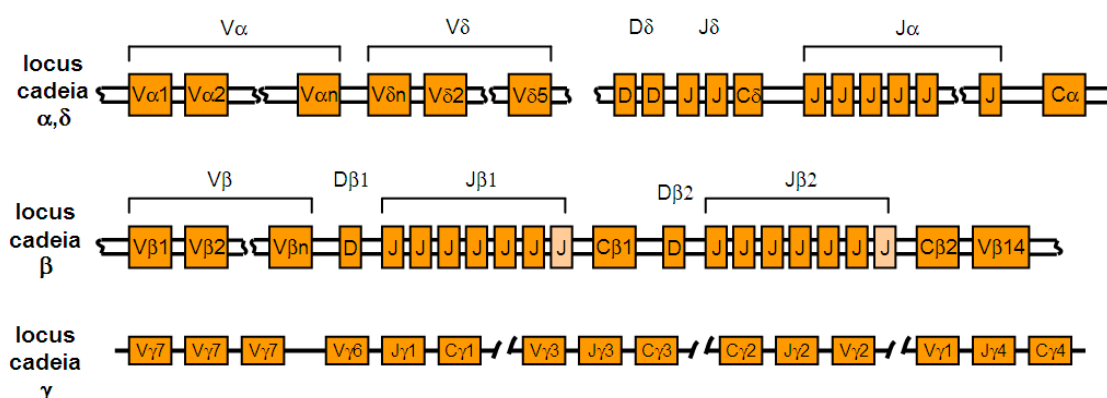 Vα Vδ Dδ Jδ Jα
locus
cadeia
α,δ
Vα1 Vα2 Vαn Vδn Vδ2 Vδ5 D D J J Cδ J J J J J J Cα
Vβ Dβ1 Jβ1 Dβ2 Jβ2
locus
cadeia
β
Vβ1 Vβ2 Vβn D J J J J J J J Cβ1 D J J J J J J J Cβ2 Vβ14
locus
cadeia
γ
Vγ7 Vγ7 Vγ7 Vγ6 Jγ1 Cγ1 Vγ3 Jγ3 Cγ3 Cγ2 Jγ2 Vγ2 Vγ1 Jγ4 Cγ4